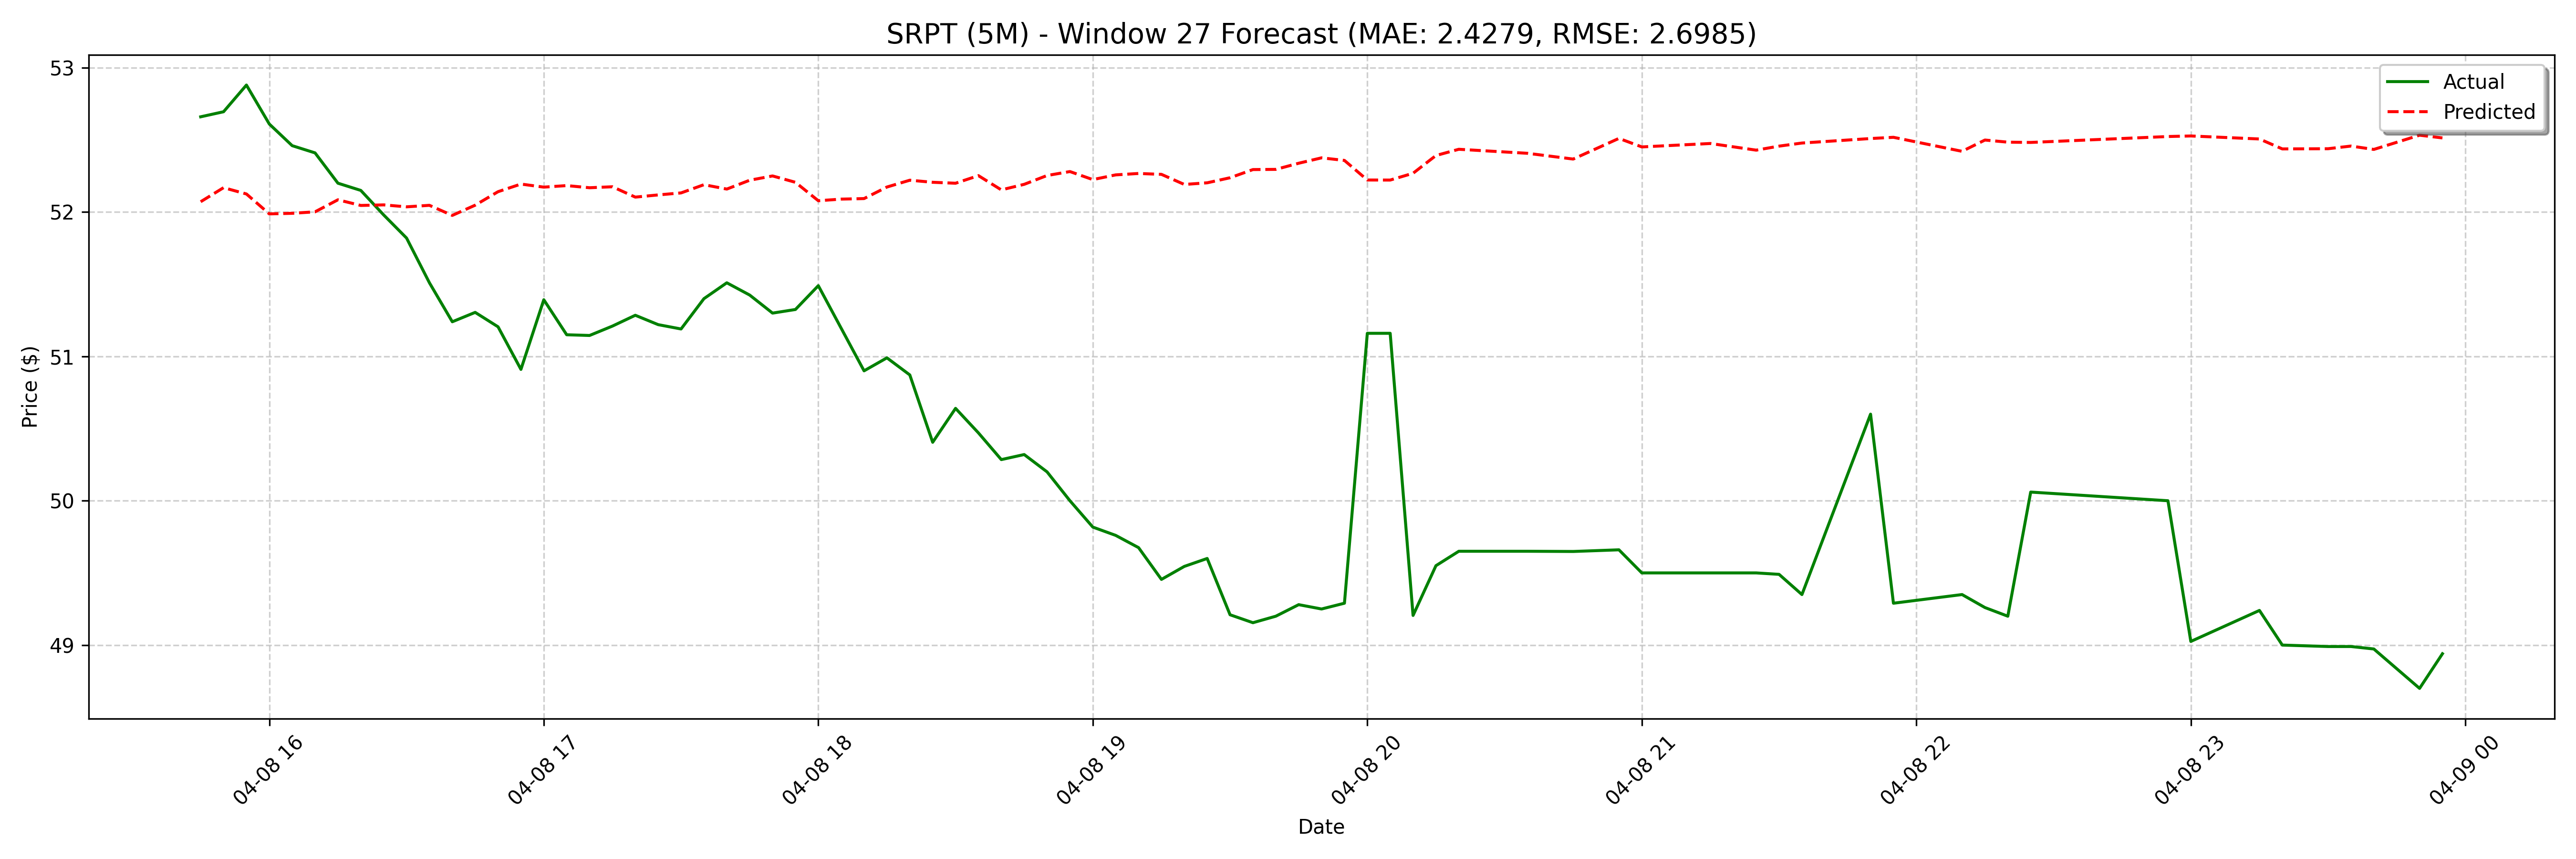 SRPT (5M) - Window 27 Forecast (MAE: 2.4279, RMSE: 2.6985)
Actual
Predicted
Price ($)
53
52
51
50
49
04-08 16
04-08 17
04-08 18
04-08 19
04-08 20
04-08 21
04-08 22
04-08 23
04-09 00
Date